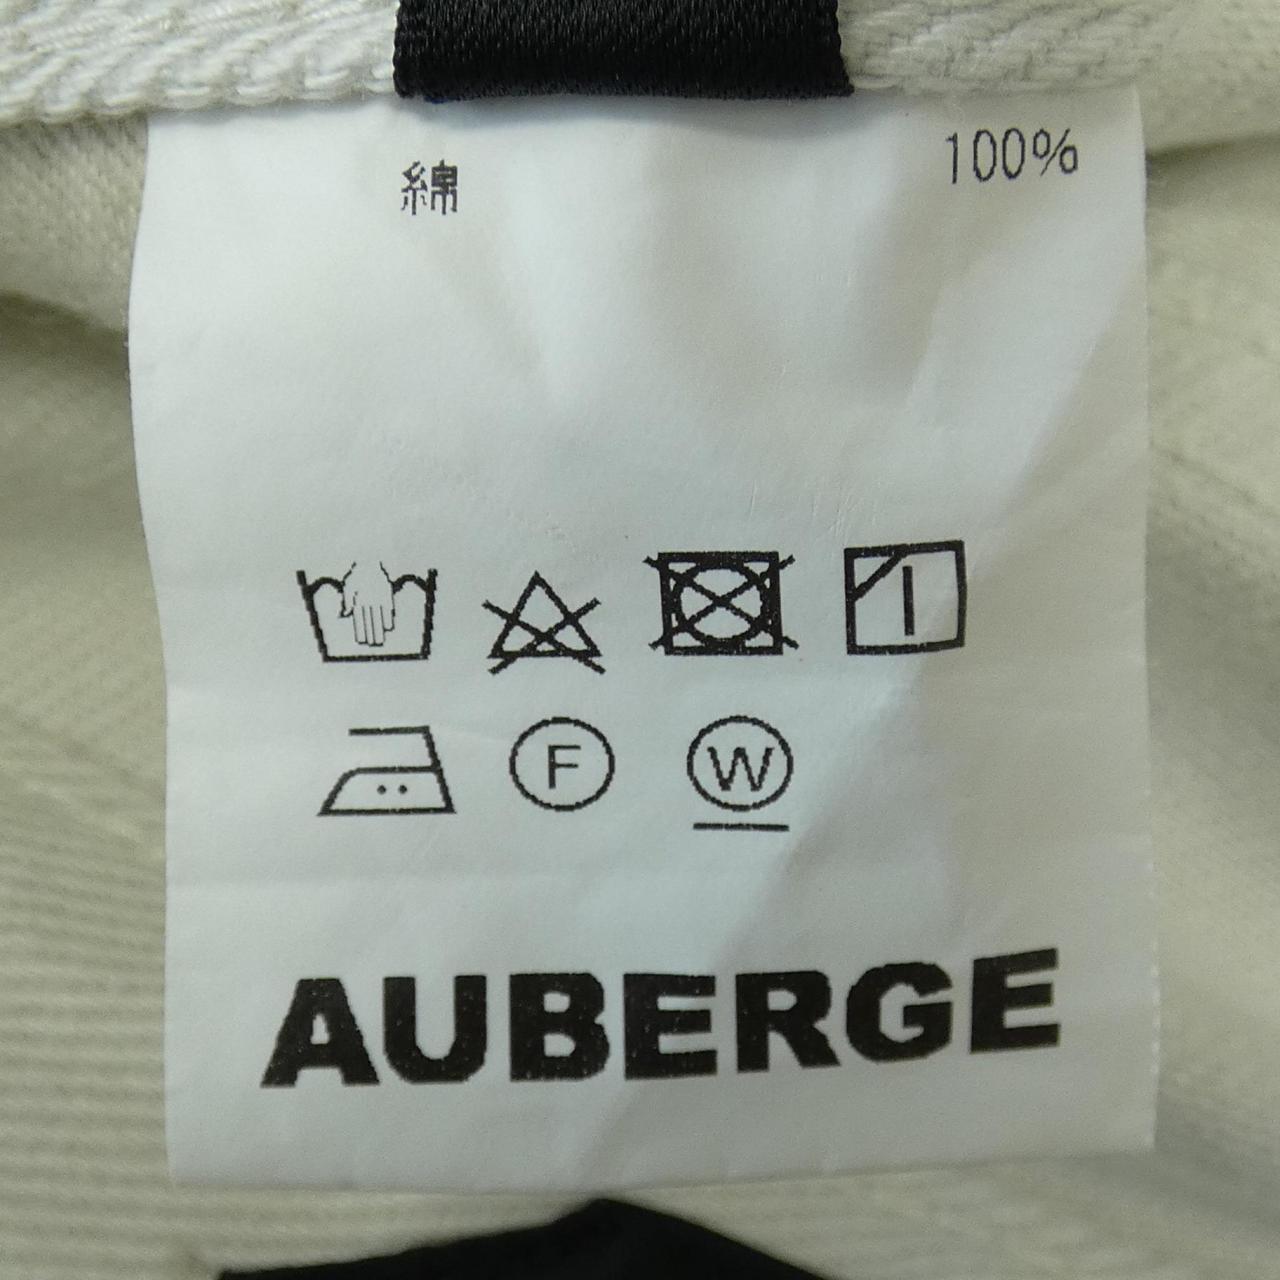 綿 100%
F W
AUBERGE